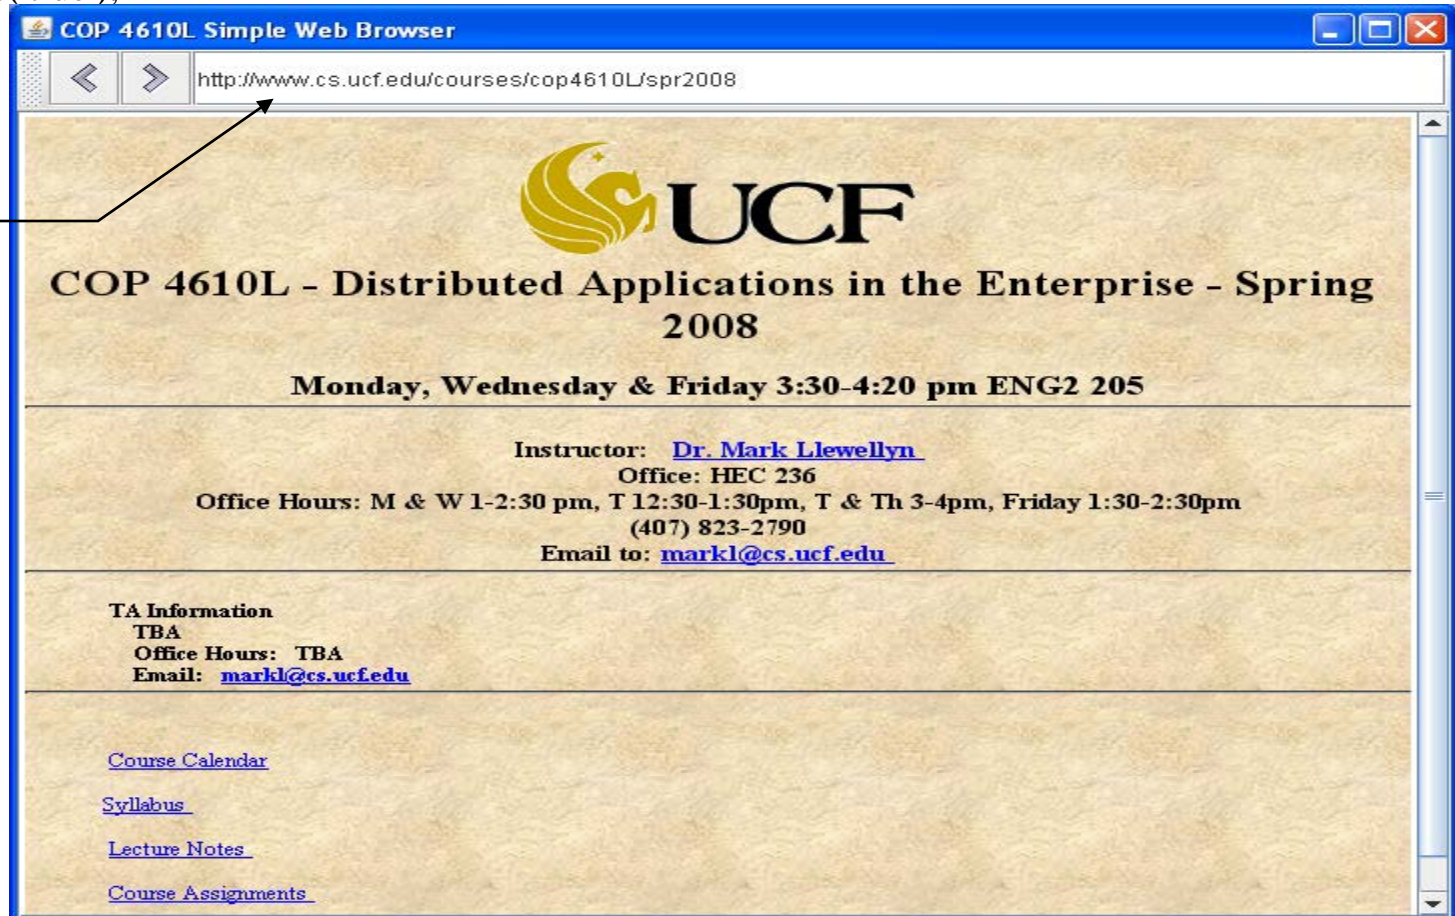 COP 4610L Simple Web Browser
http://www.cs.ucf.edu/courses/cop4610L/spr2008
UCF
COP 4610L - Distributed Applications in the Enterprise - Spring
2008
Monday, Wednesday & Friday 3:30-4:20 pm ENG2 205
Instructor: Dr. Mark Llewellyn
Office: HEC 236
Office Hours: M & W 1-2:30 pm, T 12:30-1:30pm, T & Th 3-4pm, Friday 1:30-2:30pm
(407) 823-2790
Email to: markl@cs.ucf.edu
TA Information
TBA
Office Hours: TBA
Email: markl@cs.ucf.edu
Course Calendar
Syllabus
Lecture Notes
Course Assignments